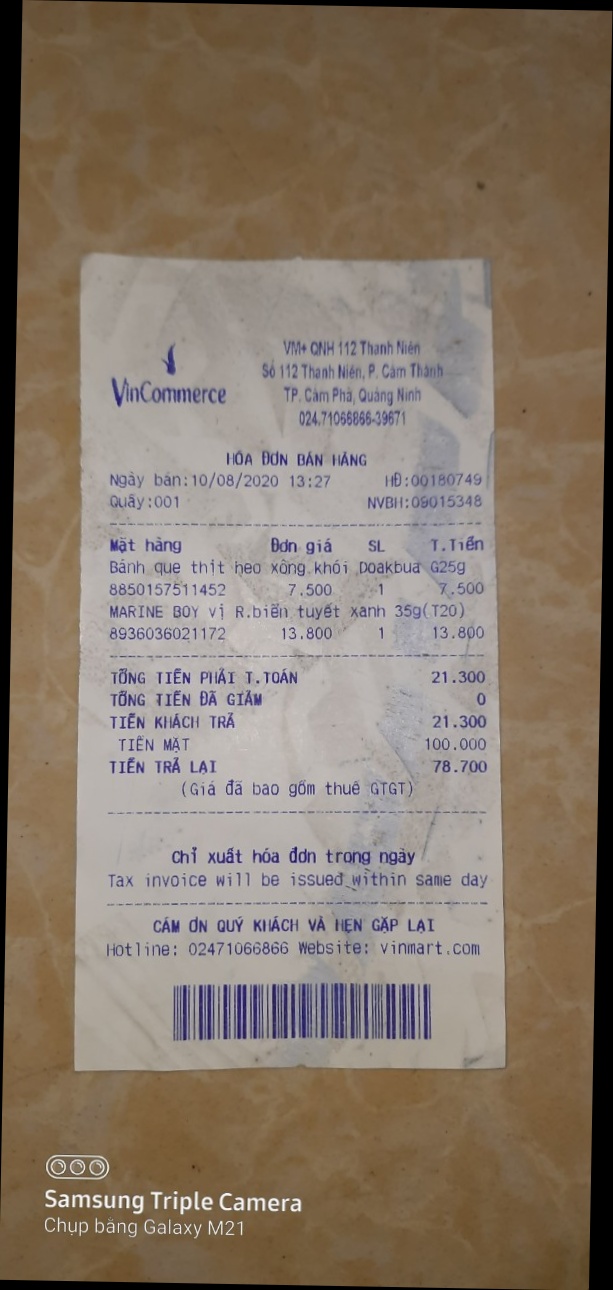 VinCommerce
VM+ QNH 112 Thanh Niên
Số 112 Thanh Niên, P. Cẩm Thành
TP. Cẩm Phả, Quảng Ninh
024.71066866-39671
HÓA ĐƠN BÁN HÀNG
Ngày bán:10/08/2020 13:27 HĐ:00180749
Quầy:001 NVBH:09015348
Mặt hàng Đơn giá SL T.Tiền
Bánh que thịt heo xông khói Doakbua G25g
8850157511452 7.500 1 7.500
MARINE BOY vị R.biển tuyết xanh 35g(T20)
8936036021172 13.800 1 13.800
TỔNG TIỀN PHẢI T.TOÁN 21.300
TỔNG TIỀN ĐÃ GIẢM 0
TIỀN KHÁCH TRẢ 21.300
TIỀN MẶT 100.000
TIỀN TRẢ LẠI 78.700
(Giá đã bao gồm thuế GTGT)
Chỉ xuất hóa đơn trong ngày
Tax invoice will be issued within same day
CẢM ƠN QUÝ KHÁCH VÀ HẸN GẶP LẠI
Hotline: 02471066866 Website: vinmart.com
Samsung Triple Camera
Chụp bằng Galaxy M21